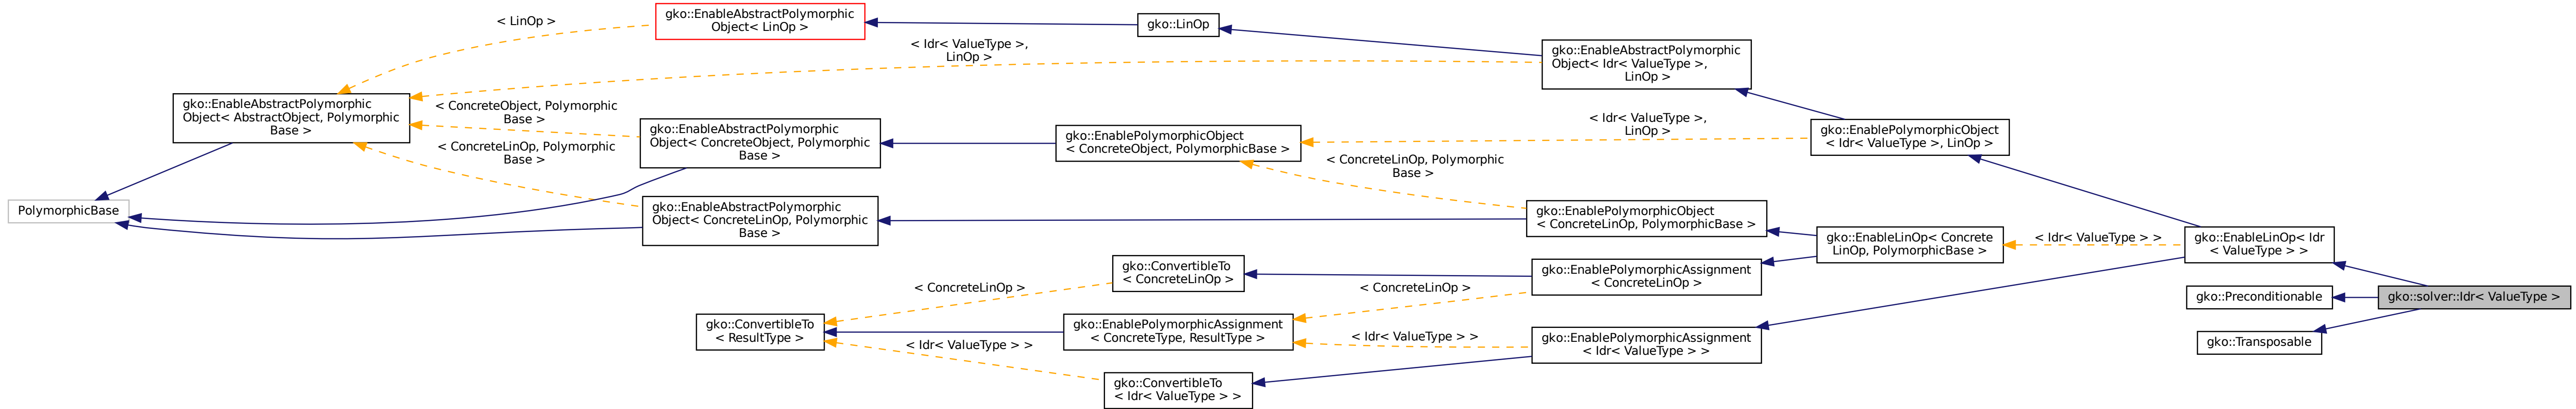 < LinOp >
gko::EnableAbstractPolymorphic
Object< LinOp >
gko::LinOp
< Idr< ValueType >,
LinOp >
gko::EnableAbstractPolymorphic
Object< Idr< ValueType >,
LinOp >
gko::EnableAbstractPolymorphic
Object< AbstractObject, Polymorphic
Base >
< ConcreteObject, Polymorphic
Base >
< ConcreteLinOp, Polymorphic
Base >
gko::EnableAbstractPolymorphic
Object< ConcreteObject, Polymorphic
Base >
gko::EnablePolymorphicObject
< ConcreteObject, PolymorphicBase >
< Idr< ValueType >,
LinOp >
gko::EnablePolymorphicObject
< Idr< ValueType >, LinOp >
< ConcreteLinOp, Polymorphic
Base >
PolymorphicBase
gko::EnableAbstractPolymorphic
Object< ConcreteLinOp, Polymorphic
Base >
gko::EnablePolymorphicObject
< ConcreteLinOp, PolymorphicBase >
gko::EnableLinOp< Concrete
LinOp, PolymorphicBase >
< Idr< ValueType > >
gko::EnableLinOp< Idr
< ValueType > >
gko::ConvertibleTo
< ConcreteLinOp >
gko::EnablePolymorphicAssignment
< ConcreteLinOp >
< ConcreteLinOp >
< ConcreteLinOp >
gko::Preconditionable
gko::solver::Idr< ValueType >
gko::ConvertibleTo
< ResultType >
gko::EnablePolymorphicAssignment
< ConcreteType, ResultType >
< Idr< ValueType > >
< Idr< ValueType > >
gko::EnablePolymorphicAssignment
< Idr< ValueType > >
gko::Transposable
gko::ConvertibleTo
< Idr< ValueType > >